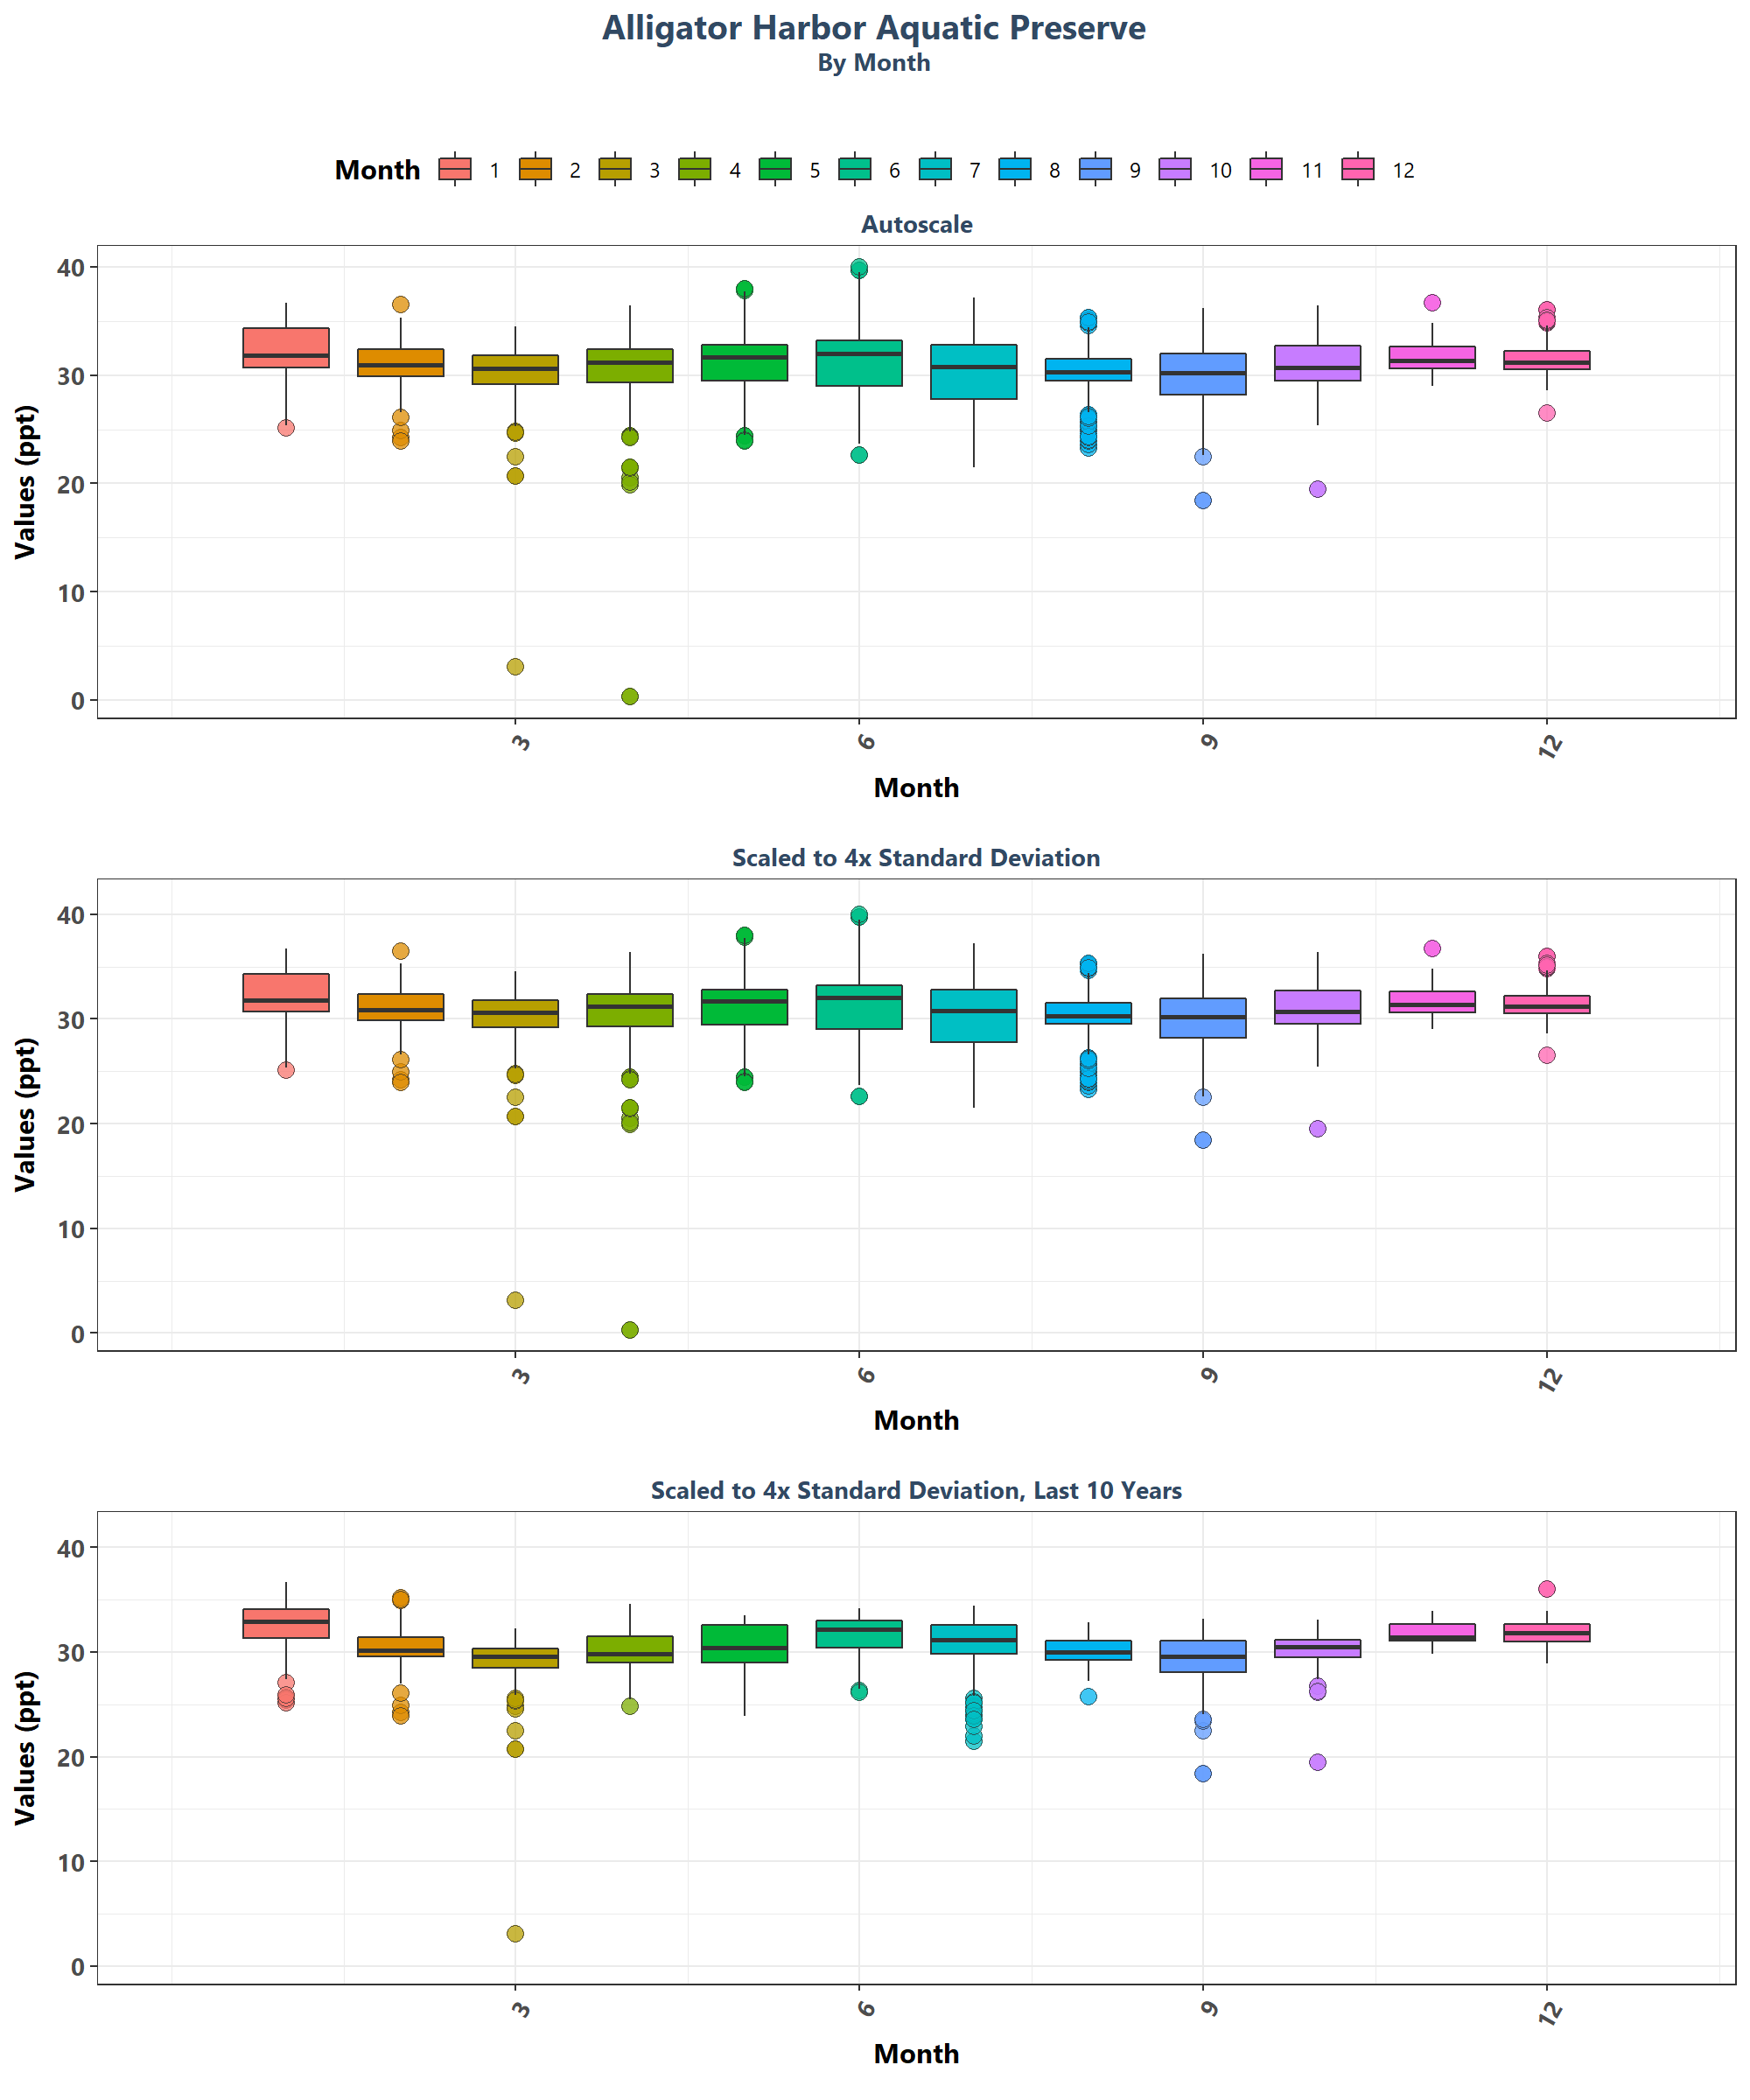 Alligator Harbor Aquatic Preserve
By Month
Month 1 2 3 4 5 6 7 8 9 10 11 12
Autoscale
Values (ppt)
40
30
20
10
0
3 6 9 12
Month
Scaled to 4x Standard Deviation
Values (ppt)
40
30
20
10
0
3 6 9 12
Month
Scaled to 4x Standard Deviation, Last 10 Years
Values (ppt)
40
30
20
10
0
3 6 9 12
Month